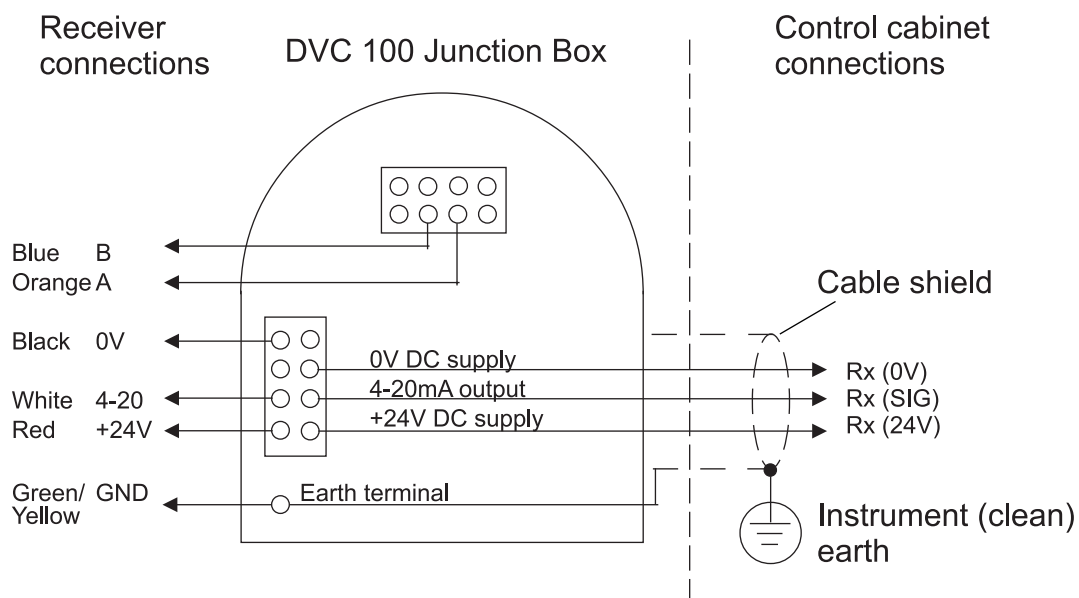 Receiver
connections
DVC 100 Junction Box
Control cabinet
connections
Blue B
Orange A
Black 0V
White 4-20
Red +24V
Green/ GND
Yellow
0V DC supply
4-20mA output
+24V DC supply
Earth terminal
Cable shield
Rx (0V)
Rx (SIG)
Rx (24V)
Instrument (clean)
earth